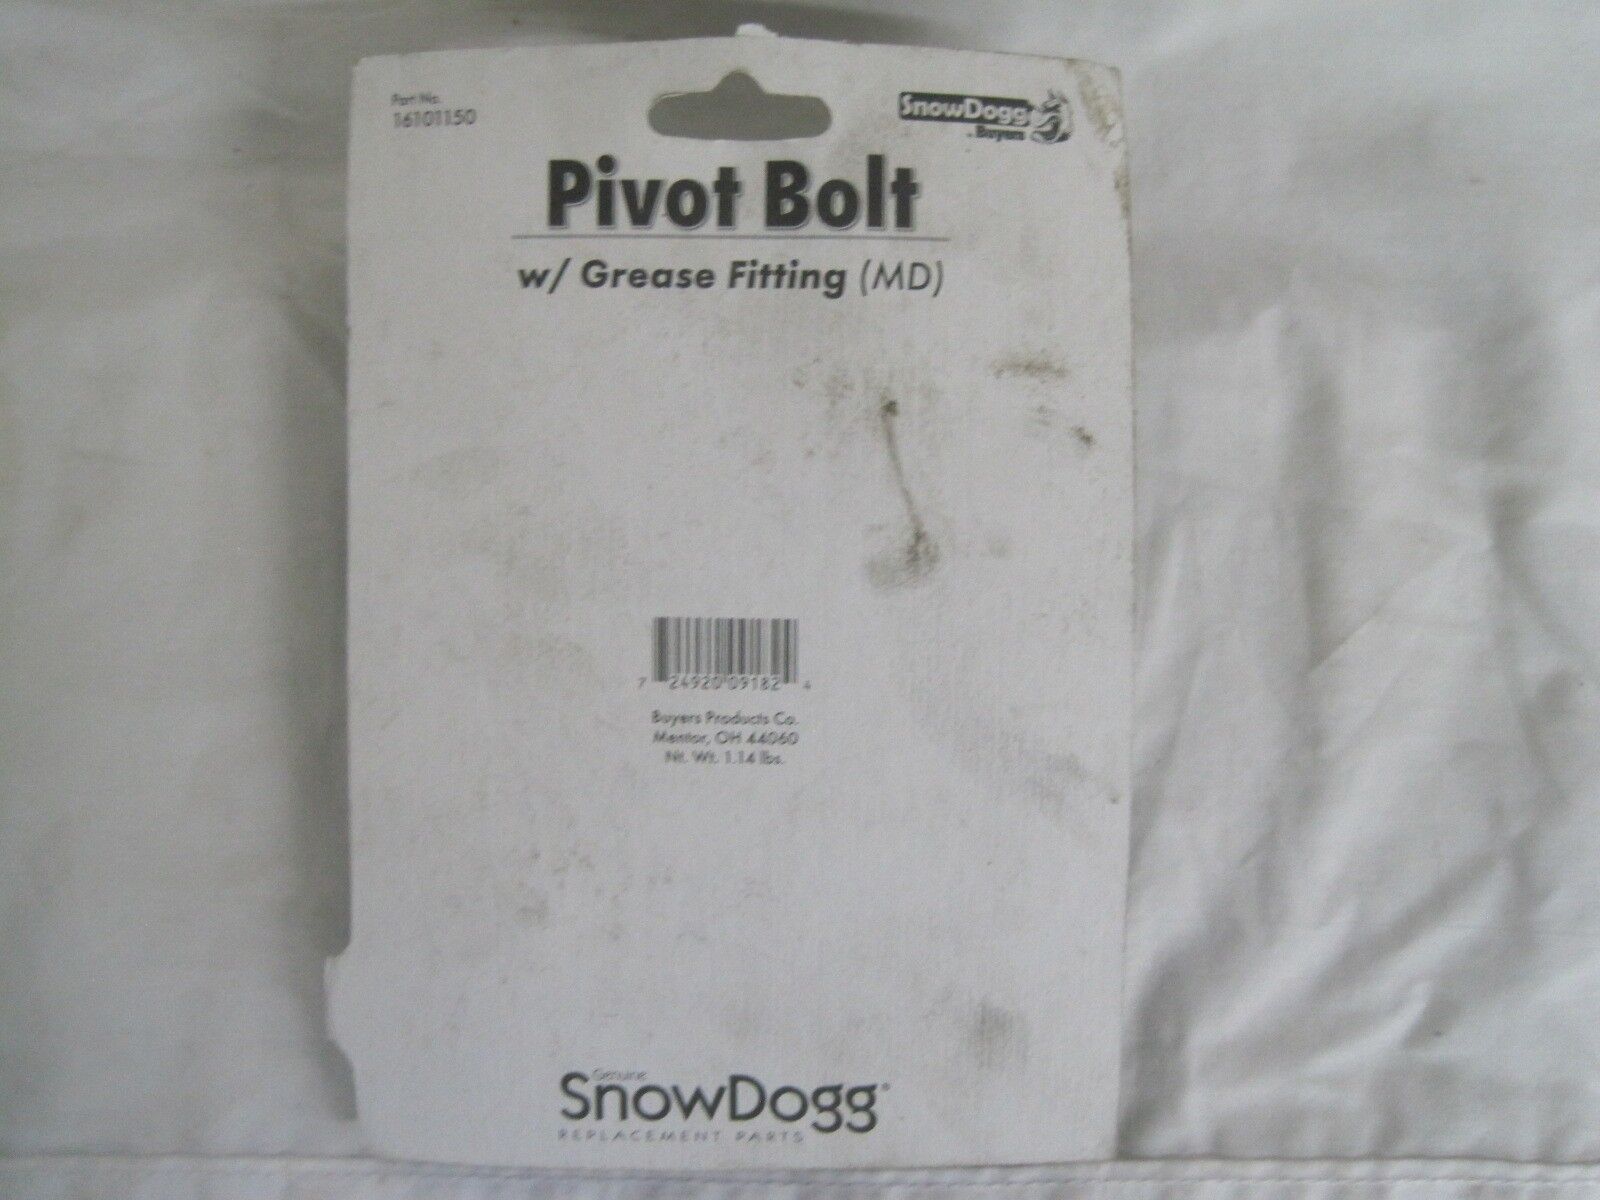 Part No.
16101150
SnowDogg
by Buyers
Pivot Bolt
w/ Grease Fitting (MD)
7 24920 09182 4
Buyers Products Co.
Mentor, OH 44060
Nt. Wt. 1.14 lbs.
Genuine
SnowDogg®
REPLACEMENT PARTS